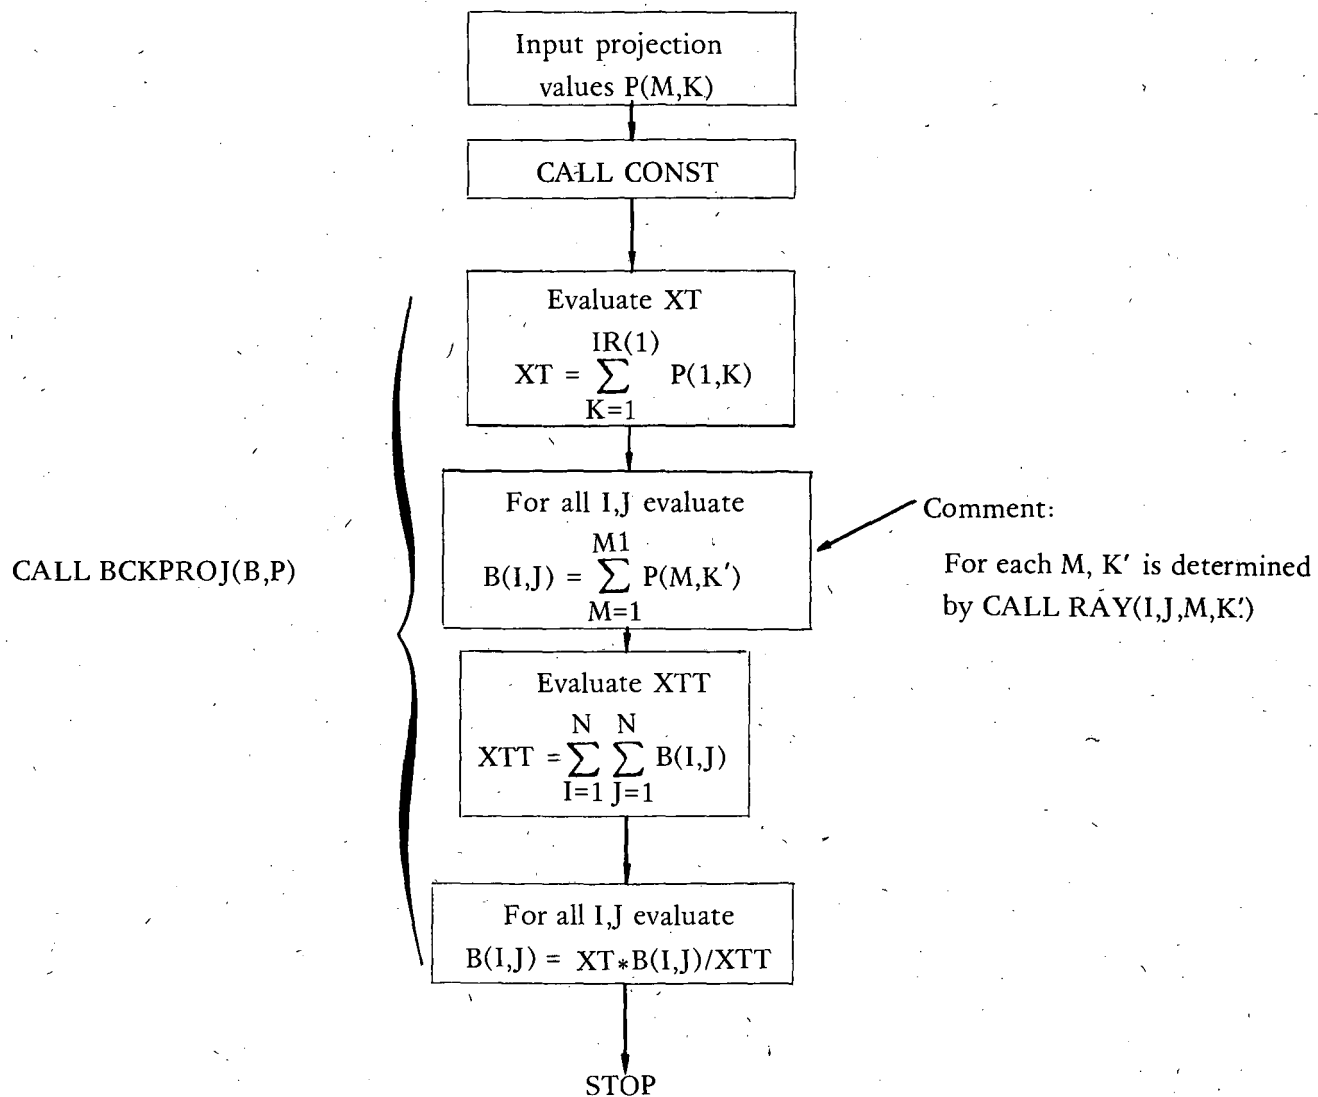 Input projection
values P(M,K)
CALL CONST
Evaluate XT
IR(1)
XT = ∑ P(1,K)
K=1
For all I,J evaluate
M1
B(I,J) = ∑ P(M,K')
M=1
Comment:
For each M, K' is determined
by CALL RAY(I,J,M,K')
CALL BCKPROJ(B,P)
Evaluate XTT
N N
XTT = ∑ ∑ B(I,J)
I=1 J=1
For all I,J evaluate
B(I,J) = XT*B(I,J)/XTT
STOP